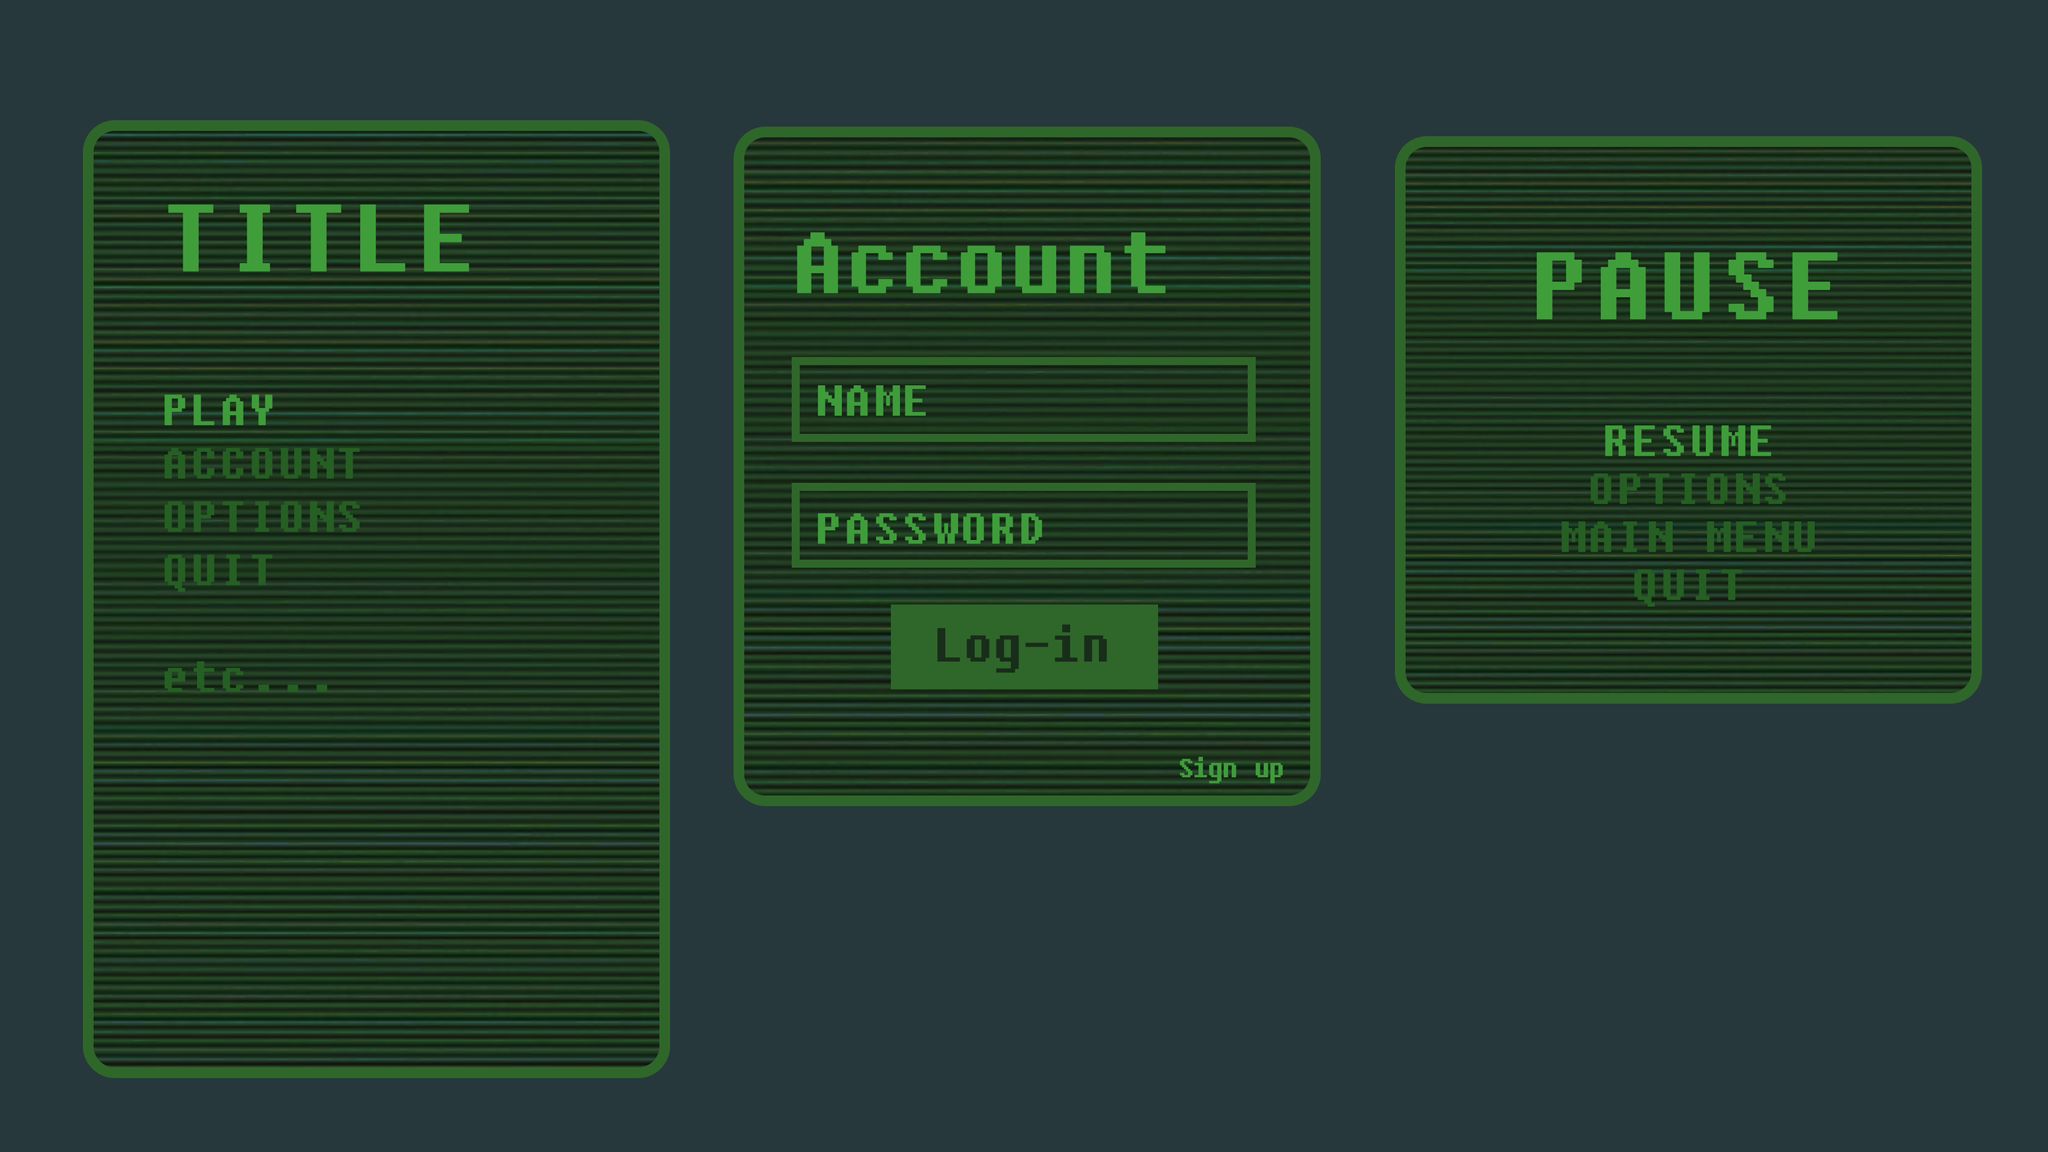 TITLE
PLAY
ACCOUNT
OPTIONS
QUIT
etc...
Account
NAME
PASSWORD
Log-in
Sign up
PAUSE
RESUME
OPTIONS
MAIN MENU
QUIT